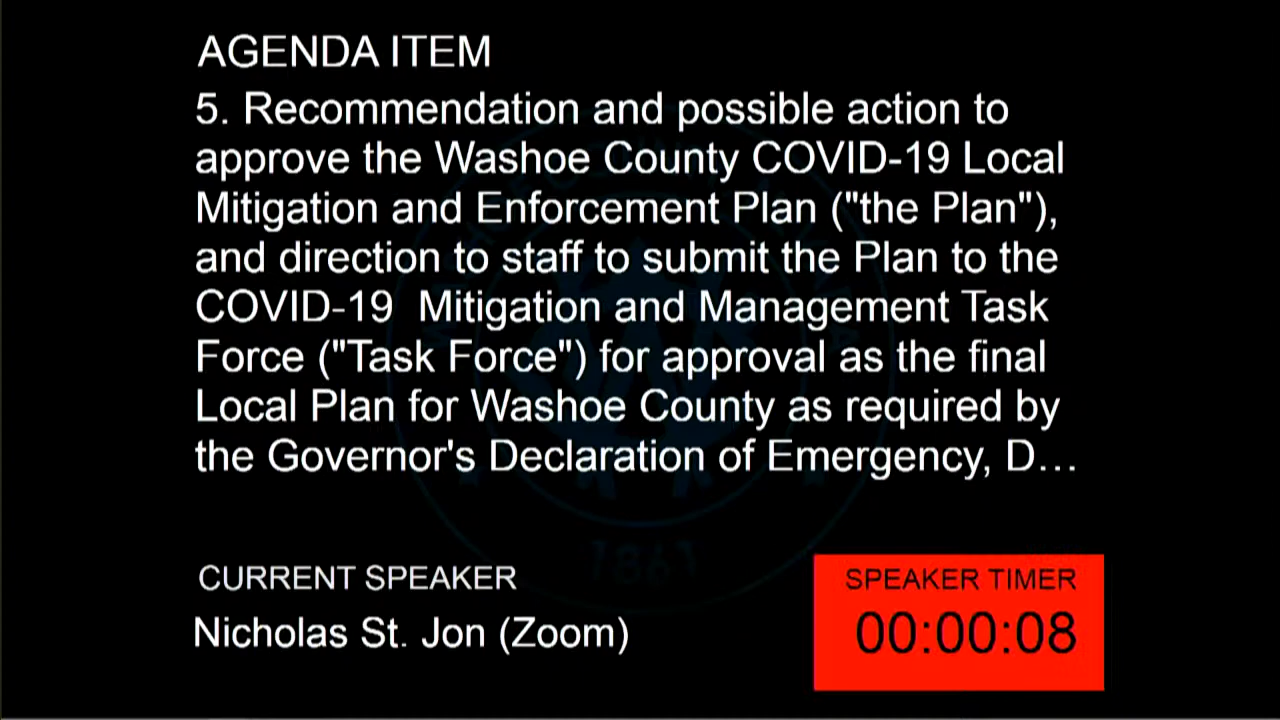 AGENDA ITEM
5. Recommendation and possible action to
approve the Washoe County COVID-19 Local
Mitigation and Enforcement Plan ("the Plan"),
and direction to staff to submit the Plan to the
COVID-19  Mitigation and Management Task
Force ("Task Force") for approval as the final
Local Plan for Washoe County as required by
the Governor's Declaration of Emergency, D...
CURRENT SPEAKER
Nicholas St. Jon (Zoom)
SPEAKER TIMER
00:00:08
1861